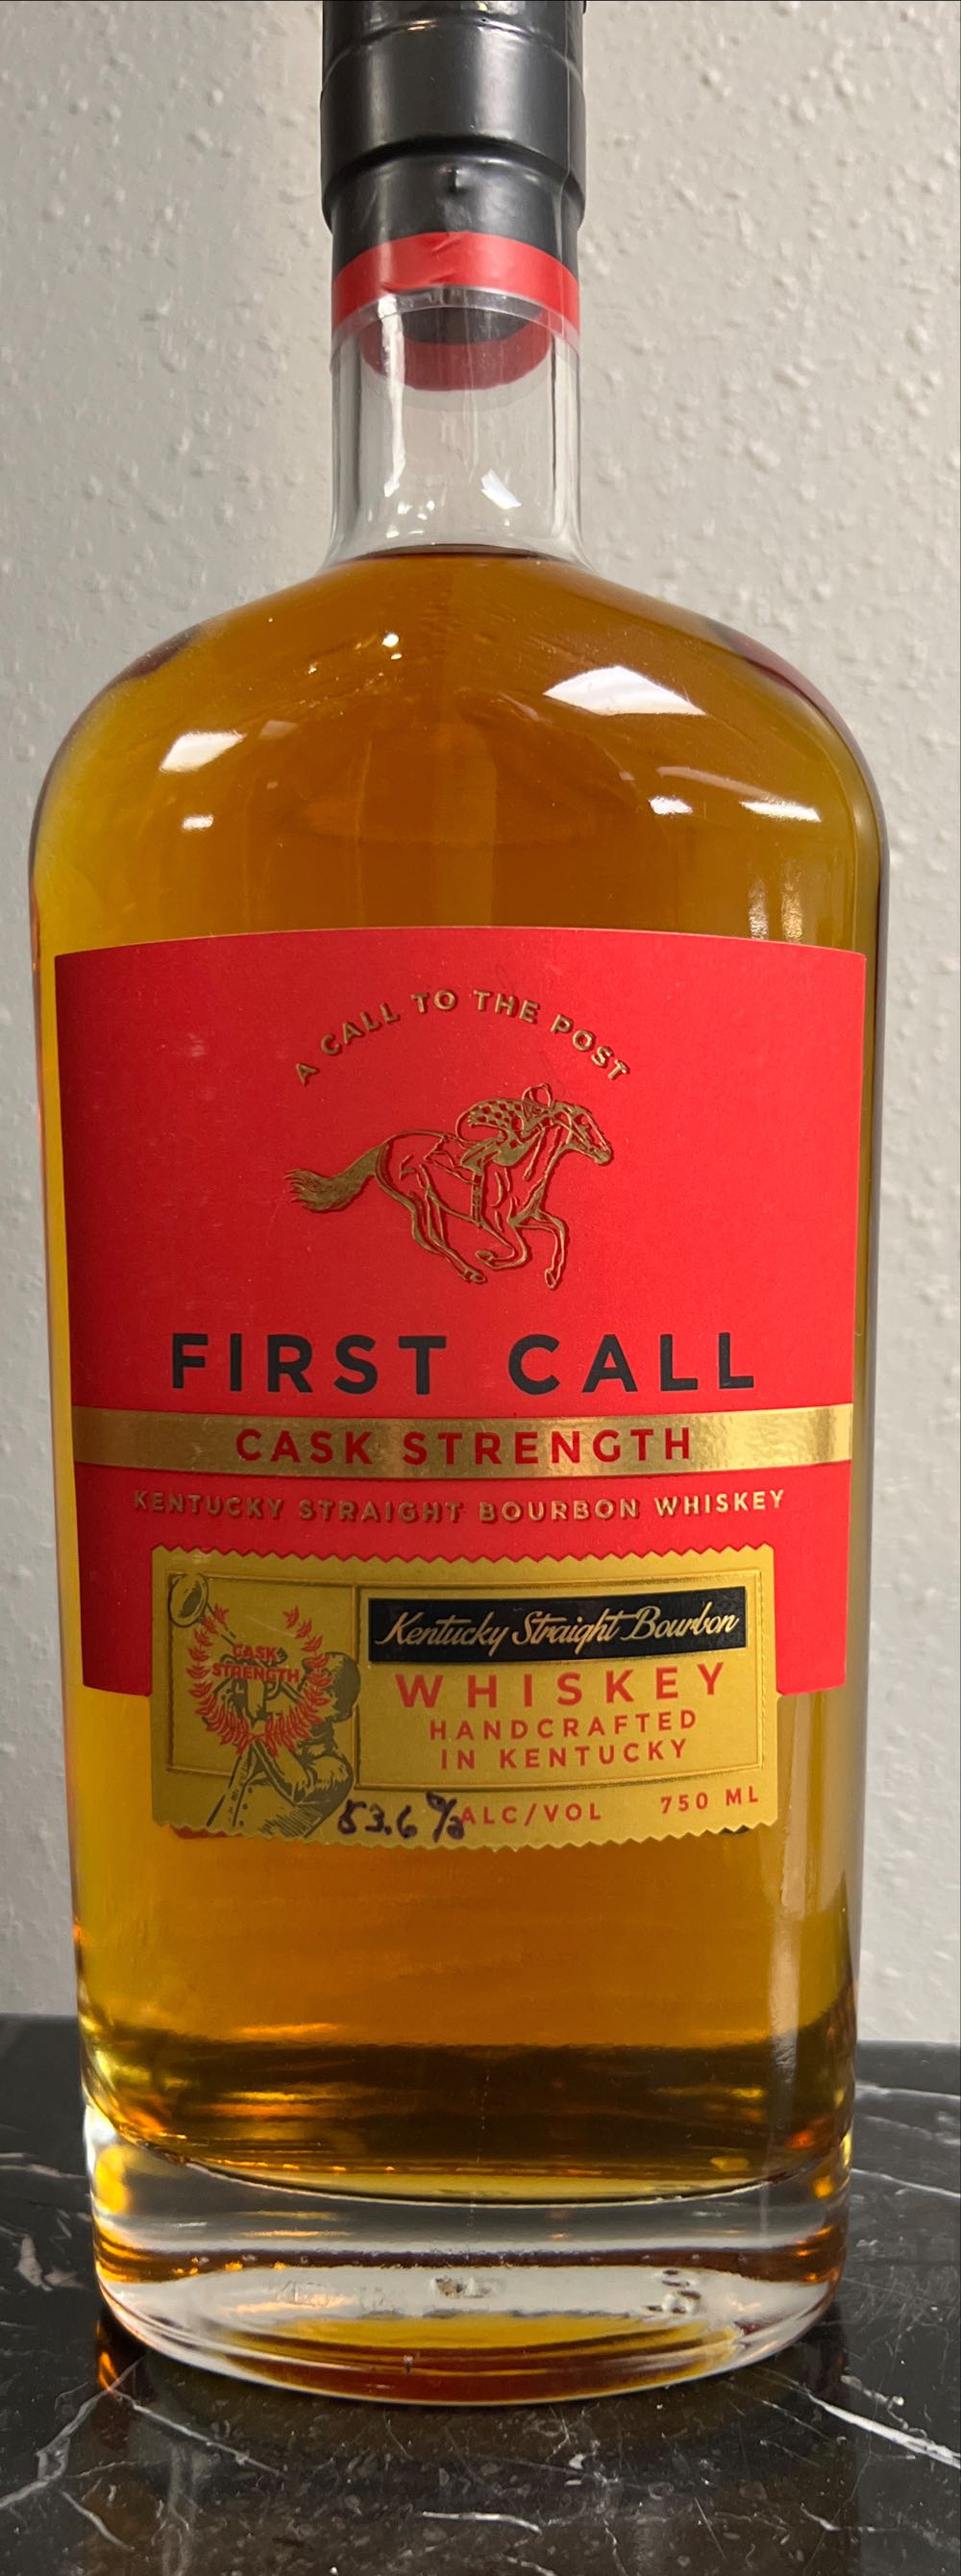 A CALL TO THE POST
FIRST CALL
CASK STRENGTH
KENTUCKY STRAIGHT BOURBON WHISKEY
CASK
STRENGTH
Kentucky Straight Bourbon
WHISKEY
HANDCRAFTED
IN KENTUCKY
53.6 % ALC/VOL 750 ML